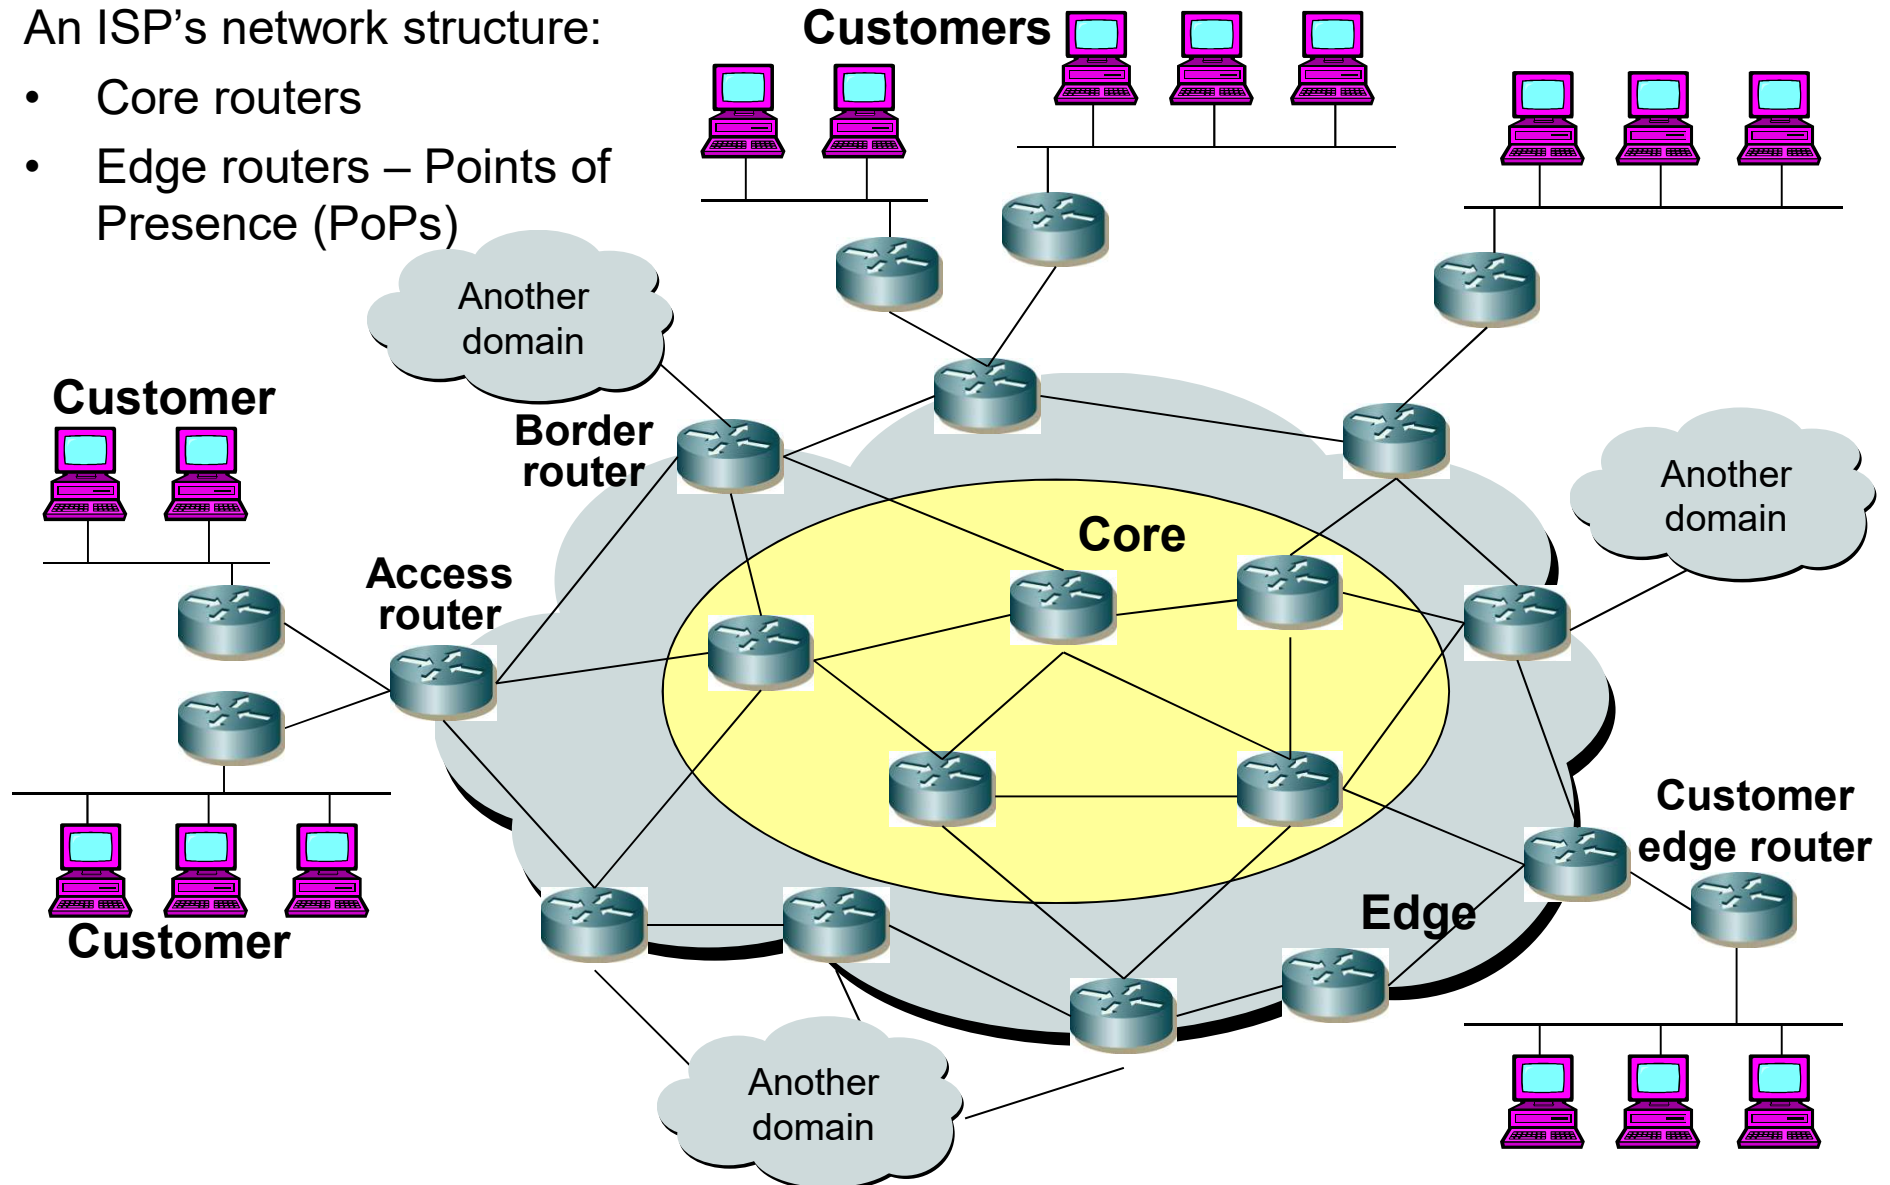 An ISP’s network structure:
• Core routers
• Edge routers – Points of
Presence (PoPs)
Customers
Another
domain
Customer
Border
router
Another
domain
Core
Access
router
Customer
edge router
Edge
Customer
Another
domain